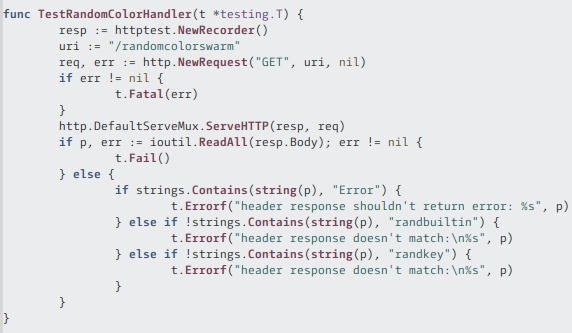 func TestRandomColorHandler(t *testing.T) {
        resp := httptest.NewRecorder()
        uri := "/randomcolorswarm"
        req, err := http.NewRequest("GET", uri, nil)
        if err != nil {
                t.Fatal(err)
        }
        http.DefaultServeMux.ServeHTTP(resp, req)
        if p, err := ioutil.ReadAll(resp.Body); err != nil {
                t.Fail()
        } else {
                if strings.Contains(string(p), "Error") {
                        t.Errorf("header response shouldn't return error: %s", p)
                } else if !strings.Contains(string(p), "randbuiltin") {
                        t.Errorf("header response doesn't match:\n%s", p)
                } else if !strings.Contains(string(p), "randkey") {
                        t.Errorf("header response doesn't match:\n%s", p)
                }
        }
}